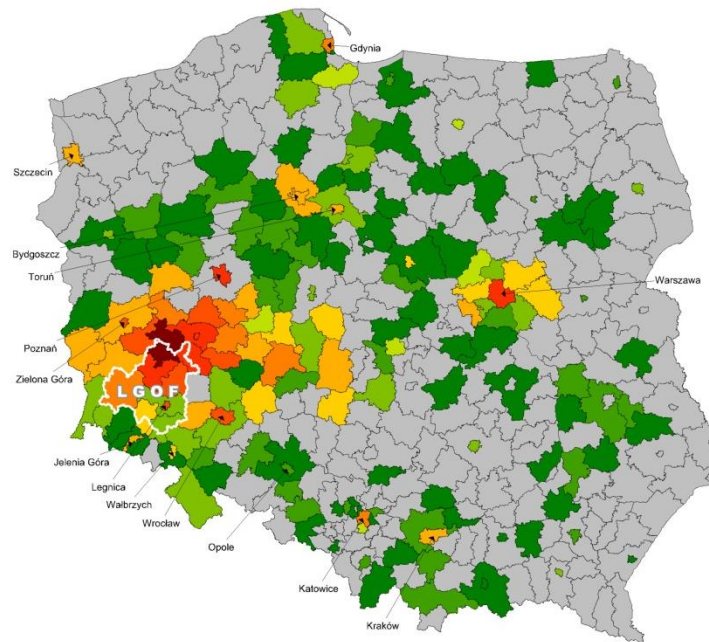 Gdynia
Szczecin
Bydgoszcz
Toruń
Warszawa
Poznań
Zielona Góra
LGOF
Jelenia Góra
Legnica
Wałbrzych
Wrocław
Opole
Katowice
Kraków